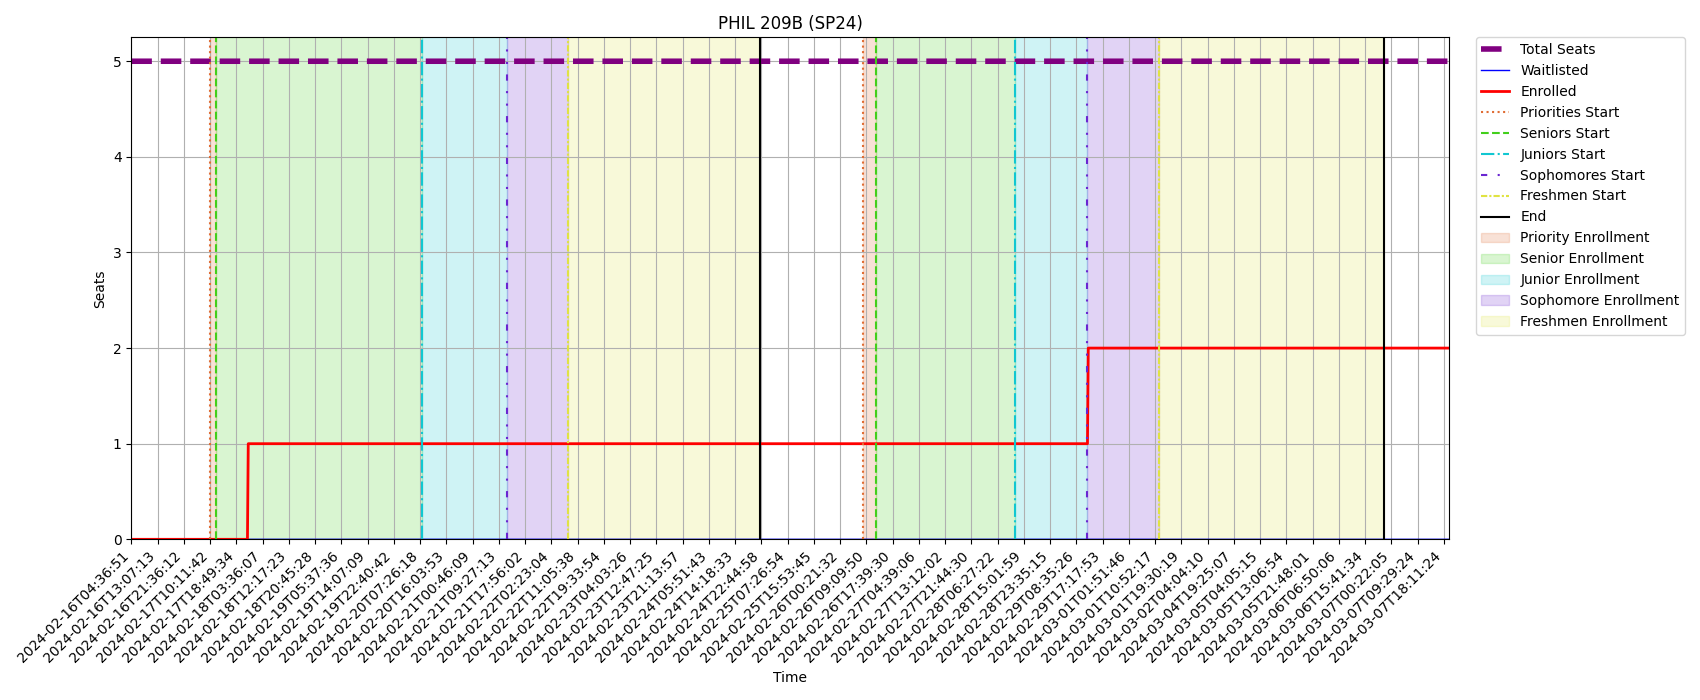 PHIL 209B (SP24)
Seats
5
4
3
2
1
0
2024-02-16T04:36:51
2024-02-16T13:07:13
2024-02-16T21:36:12
2024-02-17T10:11:42
2024-02-17T18:49:34
2024-02-18T03:36:07
2024-02-18T12:17:23
2024-02-18T20:45:28
2024-02-19T05:37:36
2024-02-19T14:07:09
2024-02-19T22:40:42
2024-02-20T07:26:18
2024-02-20T16:03:53
2024-02-21T00:46:09
2024-02-21T09:27:13
2024-02-21T17:56:02
2024-02-22T02:23:04
2024-02-22T11:05:38
2024-02-22T19:33:54
2024-02-23T04:03:26
2024-02-23T12:47:25
2024-02-23T21:13:57
2024-02-24T05:51:43
2024-02-24T14:18:33
2024-02-24T22:44:58
2024-02-25T07:26:54
2024-02-25T15:53:45
2024-02-26T00:21:32
2024-02-26T09:09:50
2024-02-26T17:39:30
2024-02-27T04:39:06
2024-02-27T13:12:02
2024-02-27T21:44:30
2024-02-28T06:27:22
2024-02-28T15:01:59
2024-02-28T23:35:15
2024-02-29T08:35:26
2024-02-29T17:17:53
2024-03-01T01:51:46
2024-03-01T10:52:17
2024-03-01T19:30:19
2024-03-02T04:04:10
2024-03-04T19:25:07
2024-03-05T04:05:15
2024-03-05T13:06:54
2024-03-05T21:48:01
2024-03-06T06:50:06
2024-03-06T15:41:34
2024-03-07T00:22:05
2024-03-07T09:29:24
2024-03-07T18:11:24
Time
Total Seats
Waitlisted
Enrolled
Priorities Start
Seniors Start
Juniors Start
Sophomores Start
Freshmen Start
End
Priority Enrollment
Senior Enrollment
Junior Enrollment
Sophomore Enrollment
Freshmen Enrollment